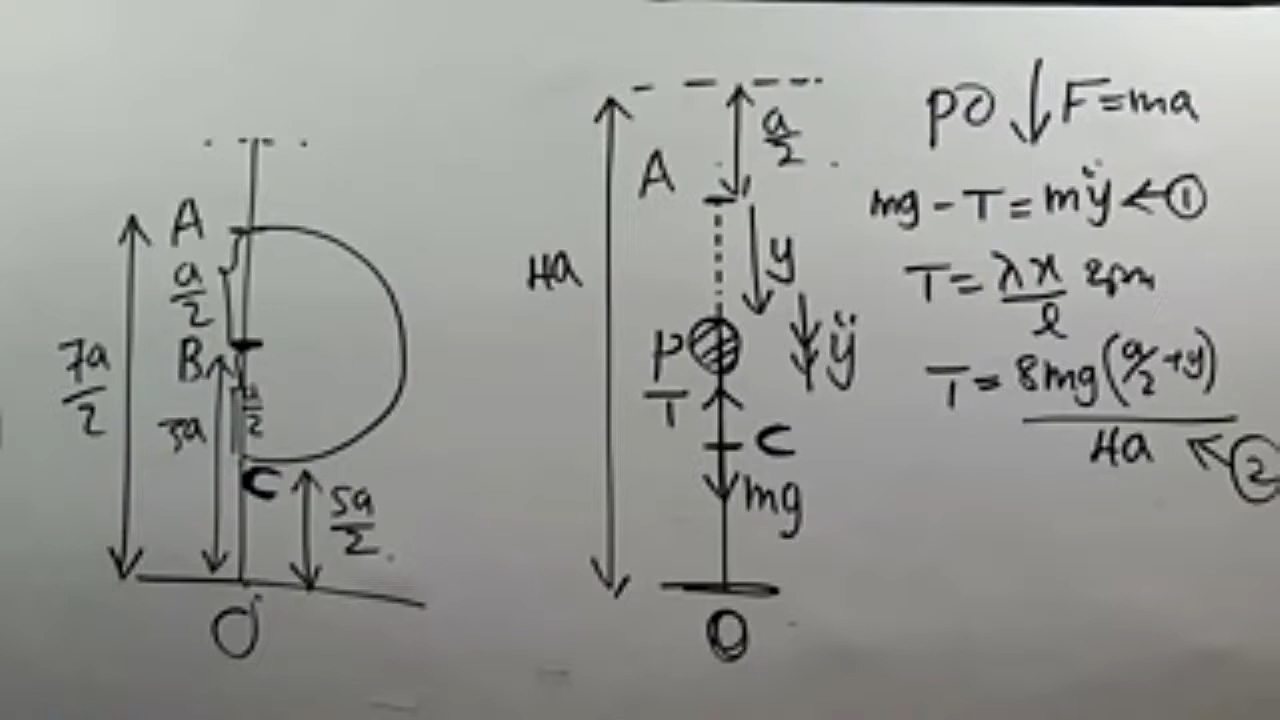 A
a/2
7a/2
B
3a
a/2
C
5a/2
O
4a
a/2
A
y
P
ÿ
T
C
mg
O
PO ↓ F=ma
mg - T = mÿ ← ①
T = λx/l
T = 8mg(a/2 + y)/4a ← ②